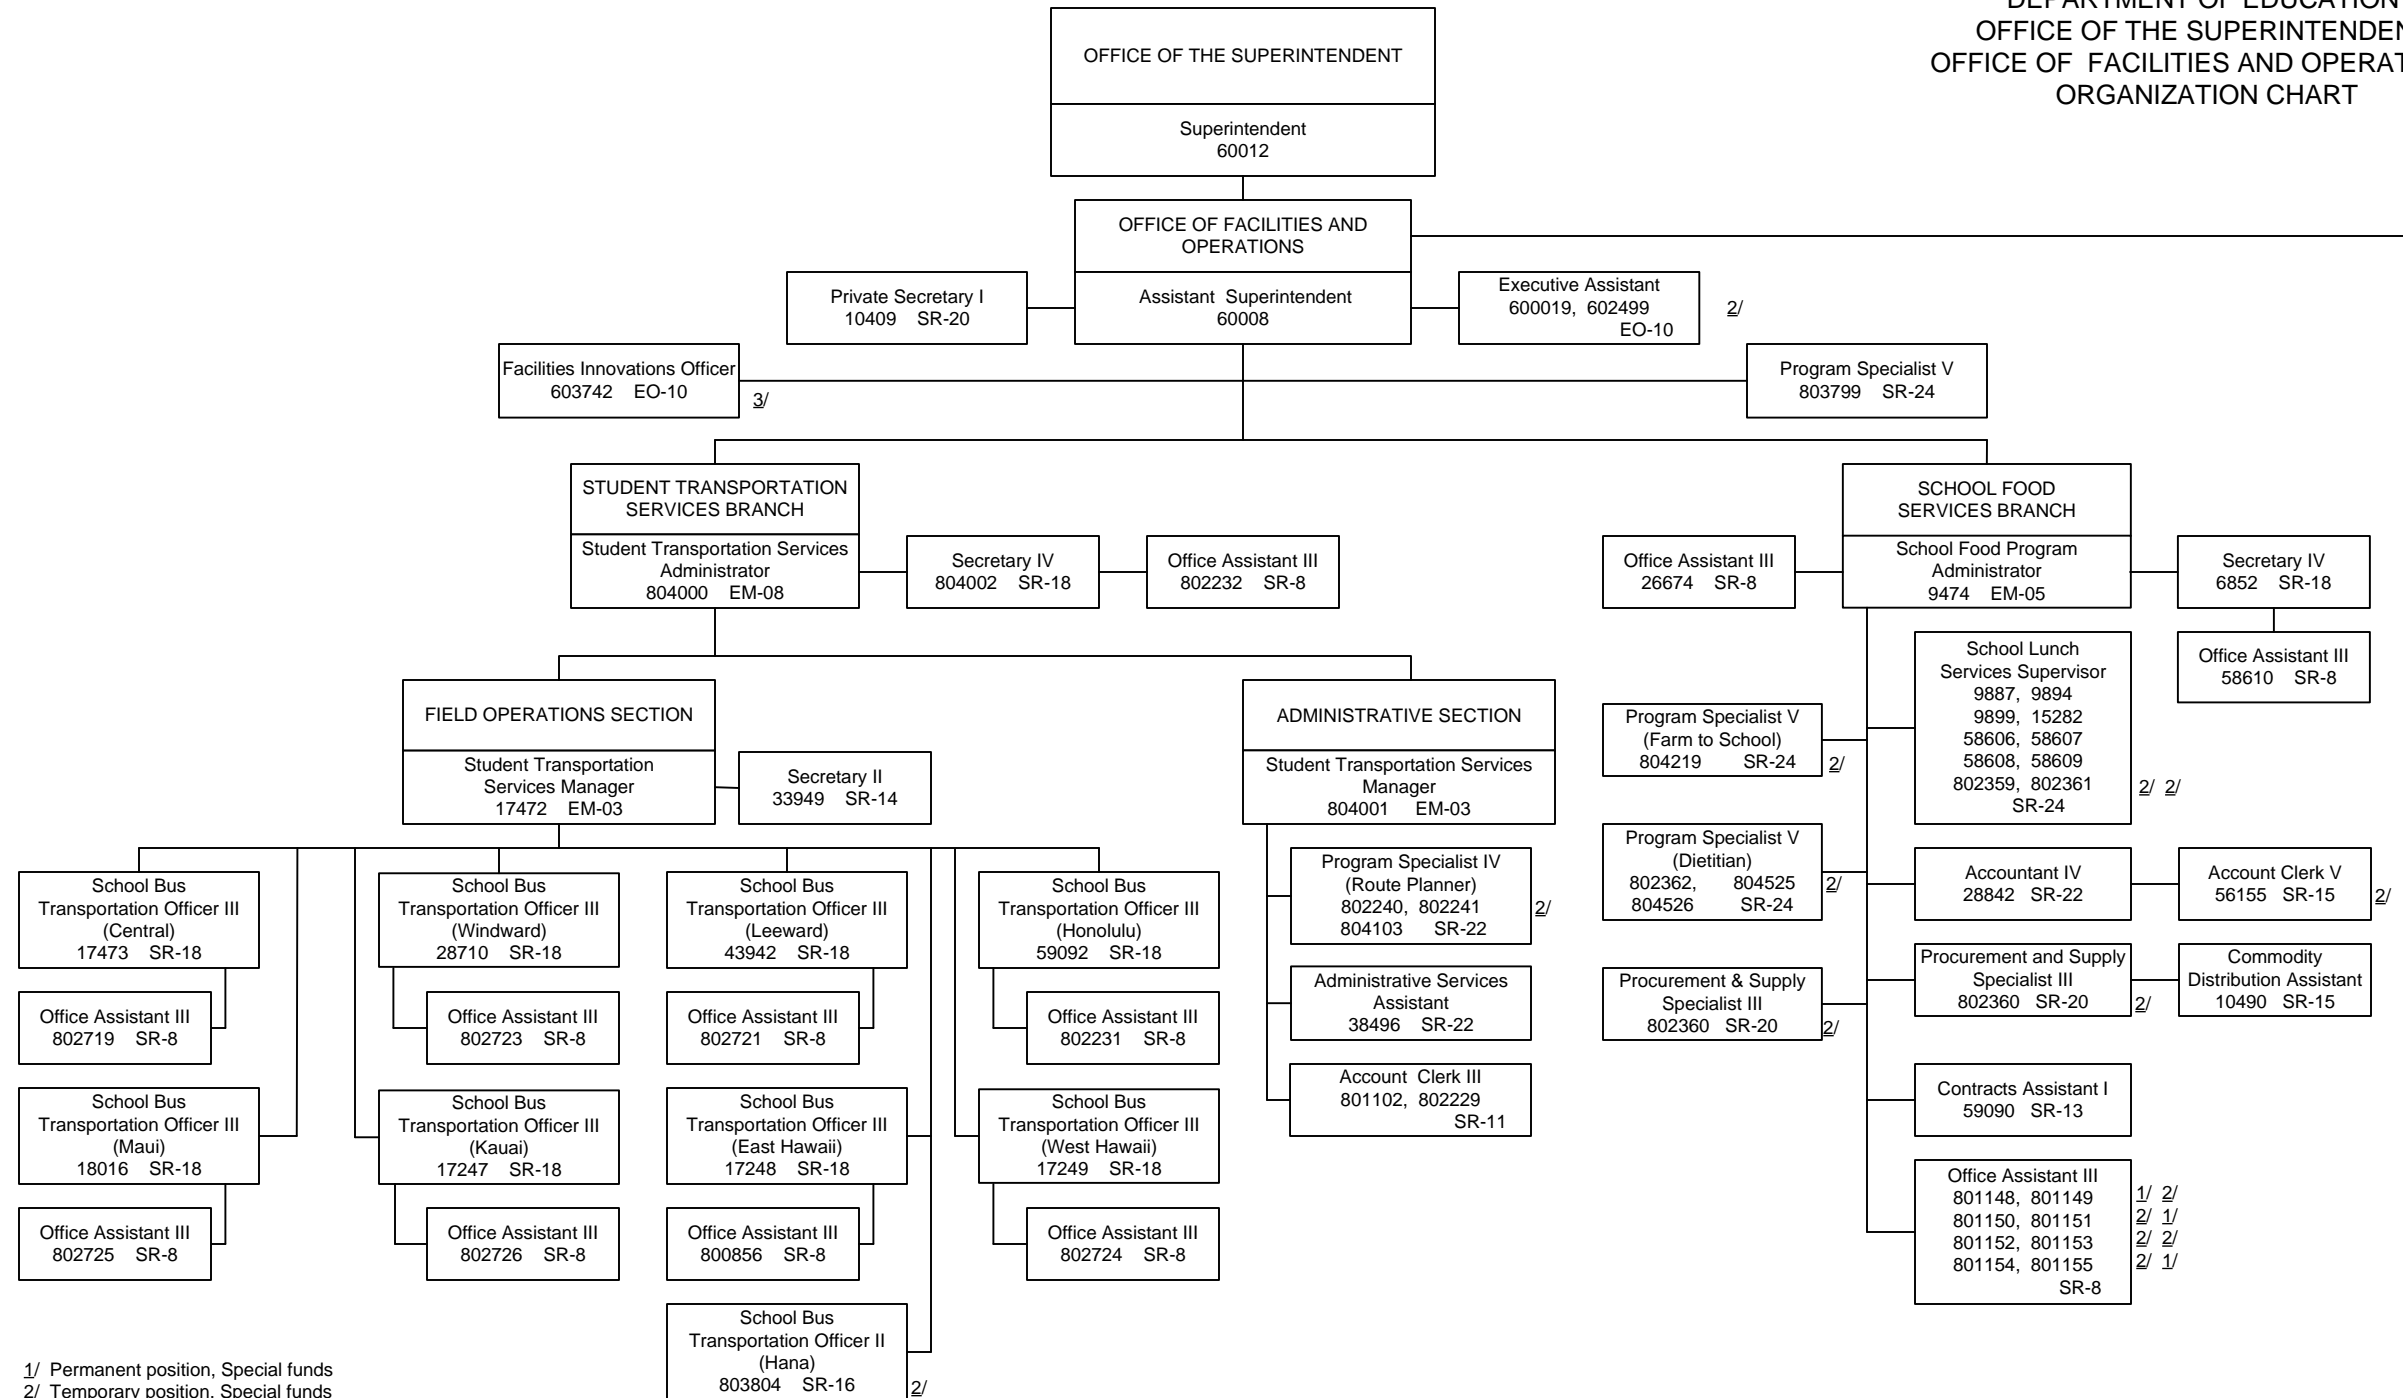 DEPARTMENT OF EDUCATION
OFFICE OF THE
OFFICE OF FACILITIES AND
ORGANIZATION CHART
OFFICE OF THE SUPERINTENDENT
Superintendent
60012
OFFICE OF FACILITIES AND
OPERATIONS
Assistant Superintendent
60008
Private Secretary I
10409 SR-20
Executive Assistant
600019, 602499
EO-10
2/
Facilities Innovations Officer
603742 EO-10
3/
Program Specialist V
803799 SR-24
STUDENT TRANSPORTATION
SERVICES BRANCH
Student Transportation Services
Administrator
804000 EM-08
Secretary IV
804002 SR-18
Office Assistant III
802232 SR-8
SCHOOL FOOD
SERVICES BRANCH
School Food Program
Administrator
9474 EM-05
Office Assistant III
26674 SR-8
Secretary IV
6852 SR-18
Office Assistant III
58610 SR-8
FIELD OPERATIONS SECTION
Student Transportation
Services Manager
17472 EM-03
Secretary II
33949 SR-14
ADMINISTRATIVE SECTION
Student Transportation Services
Manager
804001 EM-03
School Bus
Transportation Officer III
(Central)
17473 SR-18
Office Assistant III
802719 SR-8
School Bus
Transportation Officer III
(Windward)
28710 SR-18
Office Assistant III
802723 SR-8
School Bus
Transportation Officer III
(Leeward)
43942 SR-18
Office Assistant III
802721 SR-8
School Bus
Transportation Officer III
(Honolulu)
59092 SR-18
Office Assistant III
802231 SR-8
School Bus
Transportation Officer III
(Maui)
18016 SR-18
Office Assistant III
802725 SR-8
School Bus
Transportation Officer III
(Kauai)
17247 SR-18
Office Assistant III
802726 SR-8
School Bus
Transportation Officer III
(East Hawaii)
17248 SR-18
Office Assistant III
800856 SR-8
School Bus
Transportation Officer III
(West Hawaii)
17249 SR-18
Office Assistant III
802724 SR-8
School Bus
Transportation Officer II
(Hana)
803804 SR-16
2/
Program Specialist IV
(Route Planner)
802240, 802241
804103 SR-22
2/
Administrative Services
Assistant
38496 SR-22
Account Clerk III
801102, 802229
SR-11
Program Specialist V
(Farm to School)
804219 SR-24
2/
Program Specialist V
(Dietitian)
802362, 804525
804526 SR-24
2/
Procurement & Supply
Specialist III
802360 SR-20
2/
School Lunch
Services Supervisor
9887, 9894
9899, 15282
58606, 58607
58608, 58609
802359, 802361
SR-24
2/ 2/
Accountant IV
28842 SR-22
Account Clerk V
56155 SR-15
2/
Procurement and Supply
Specialist III
802360 SR-20
2/
Commodity
Distribution Assistant
10490 SR-15
Contracts Assistant I
59090 SR-13
Office Assistant III
801148, 801149
801150, 801151
801152, 801153
801154, 801155
SR-8
1/ 2/
2/ 1/
2/ 2/
2/ 1/
1/ Permanent position, Special funds
2/ Temporary position, Special funds